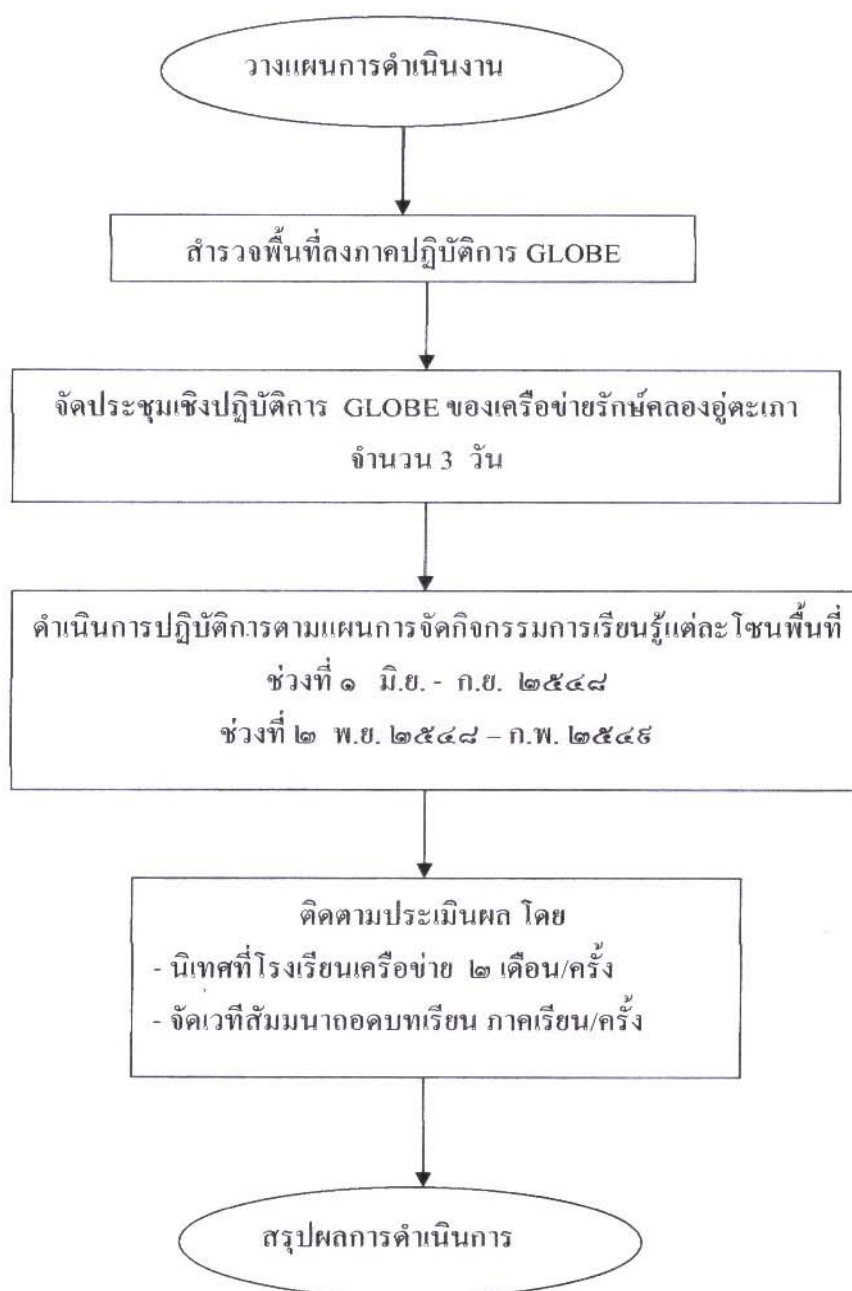 วางแผนการดำเนินงาน
สำรวจพื้นที่ลงภาคปฏิบัติการ GLOBE
จัดประชุมเชิงปฏิบัติการ GLOBE ของเครือข่ายรักษ์คลองอู่ตะเภา
จำนวน 3 วัน
ดำเนินการปฏิบัติการตามแผนการจัดกิจกรรมการเรียนรู้แต่ละโซนพื้นที่
ช่วงที่ ๑ มิ.ย. - ก.ย. ๒๕๔๘
ช่วงที่ ๒ พ.ย. ๒๕๔๘ – ก.พ. ๒๕๔๙
ติดตามประเมินผล โดย
- นิเทศที่โรงเรียนเครือข่าย ๒ เดือน/ครั้ง
- จัดเวทีสัมมนาถอดบทเรียน ภาคเรียน/ครั้ง
สรุปผลการดำเนินการ